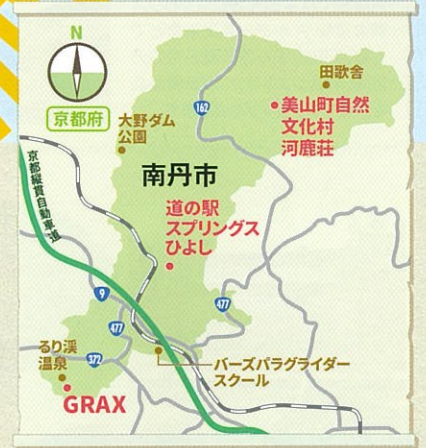 N
京都府
162
田歌舎
美山町自然
文化村
河鹿荘
大野ダム
公園
南丹市
京都縦貫自動車道
道の駅
スプリングス
ひよし
9
477
477
372
るり渓
温泉
GRAX
バーズパラグライダー
スクール